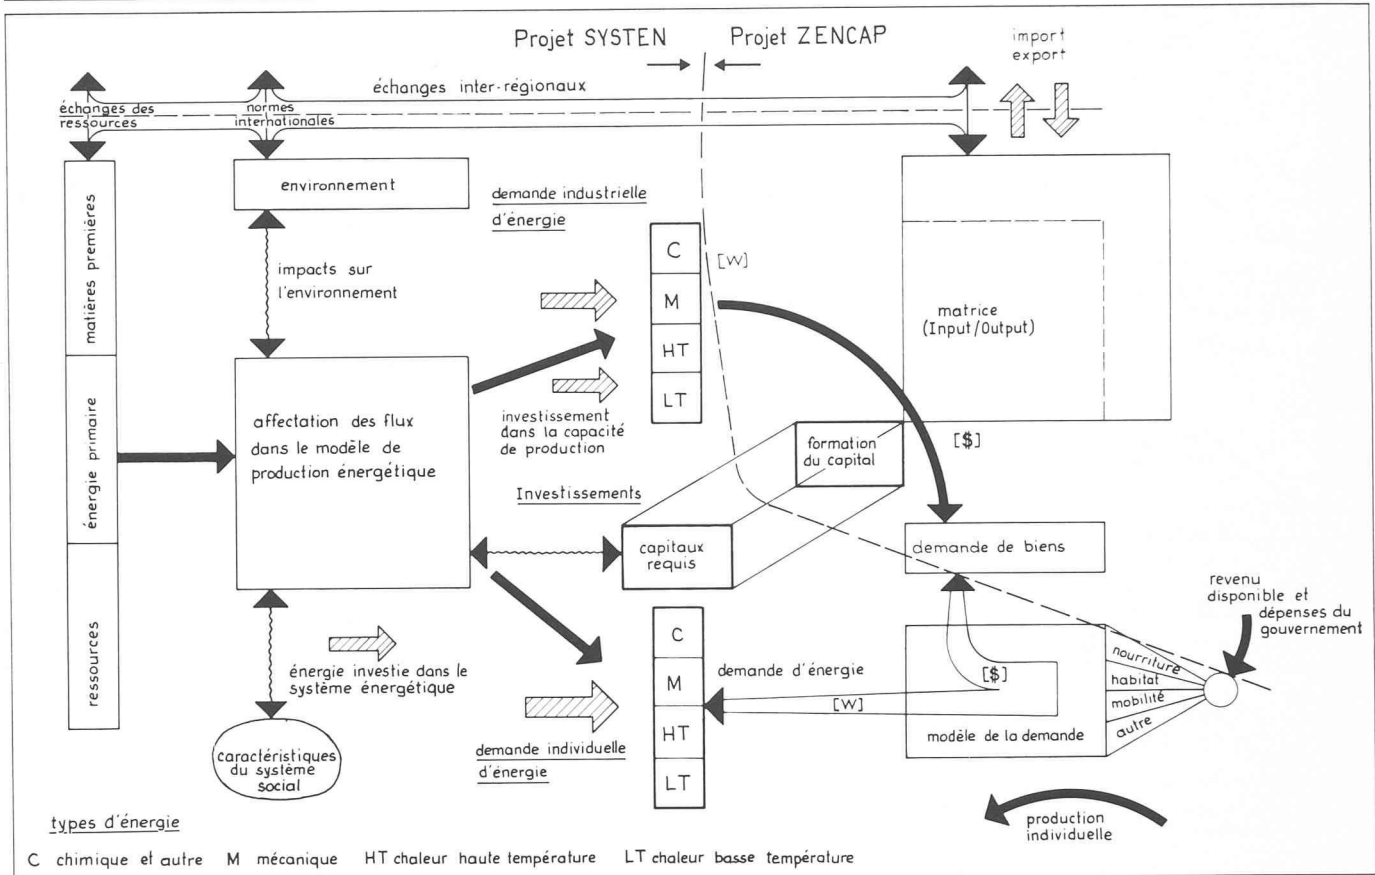 Projet SYSTEN
Projet ZENCAP
import
export
échanges inter-régionaux
échanges des
ressources
normes
internationales
matières premières
énergie primaire
ressources
environnement
impacts sur
l'environnement
demande industrielle
d'énergie
C
M
HT
LT
[W]
matrice
(Input/Output)
affectation des flux
dans le modèle de
production énergétique
investissement
dans la capacité
de production
formation
du capital
[$]
Investissements
capitaux
requis
demande de biens
revenu
disponible et
dépenses du
gouvernement
énergie investie dans le
système énergétique
caractéristiques
du système
social
demande individuelle
d'énergie
C
M
HT
LT
demande d'énergie
[$]
[W]
modèle de la demande
nourriture
habitat
mobilité
autre
production
individuelle
types d'énergie
C chimique et autre M mécanique HT chaleur haute température LT chaleur basse température